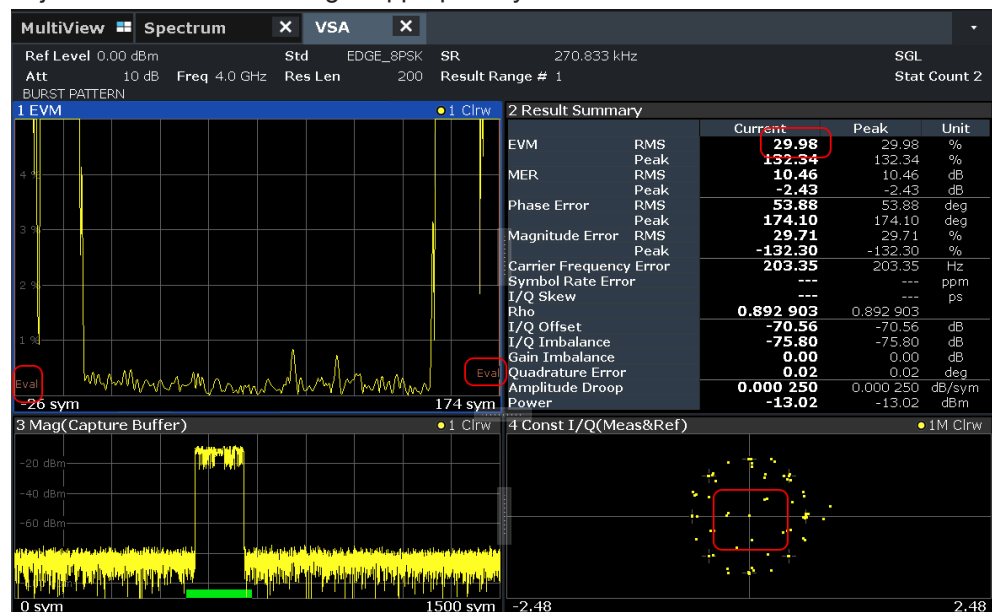 MultiView Spectrum X VSA X
Ref Level 0.00 dBm Std EDGE_8PSK SR 270.833 kHz SGL
Att 10 dB Freq 4.0 GHz Res Len 200 Result Range # 1 Stat Count 2
BURST PATTERN
1 EVM 1 Clrw
4 %
3 %
2 %
1 %
Eval Eval
-26 sym 174 sym
2 Result Summary
Current Peak Unit
EVM RMS 29.98 29.98 %
Peak 132.34 132.34 %
MER RMS 10.46 10.46 dB
Peak -2.43 -2.43 dB
Phase Error RMS 53.88 53.88 deg
Peak 174.10 174.10 deg
Magnitude Error RMS 29.71 29.71 %
Peak -132.30 -132.30 %
Carrier Frequency Error 203.35 203.35 Hz
Symbol Rate Error --- --- ppm
I/Q Skew --- --- ps
Rho 0.892 903 0.892 903
I/Q Offset -70.56 -70.56 dB
I/Q Imbalance -75.80 -75.80 dB
Gain Imbalance 0.00 0.00 dB
Quadrature Error 0.02 0.02 deg
Amplitude Droop 0.000 250 0.000 250 dB/sym
Power -13.02 -13.02 dBm
3 Mag(Capture Buffer) 1 Clrw
-20 dBm
-40 dBm
-60 dBm
0 sym 1500 sym
4 Const I/Q(Meas&Ref) 1M Clrw
-2.48 2.48